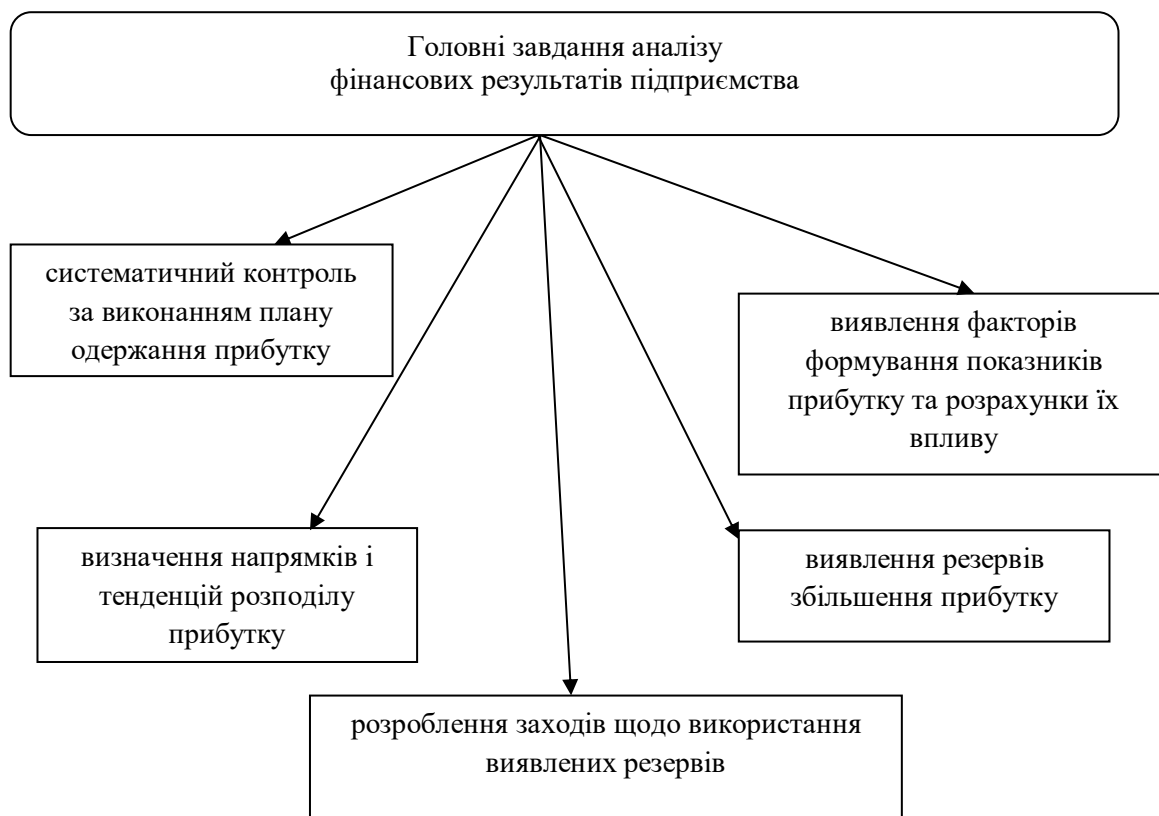 Головні завдання аналізу
фінансових результатів підприємства
систематичний контроль
за виконанням плану
одержання прибутку
виявлення факторів
формування показників
прибутку та розрахунки їх
впливу
визначення напрямків і
тенденцій розподілу
прибутку
виявлення резервів
збільшення прибутку
розроблення заходів щодо використання
виявлених резервів